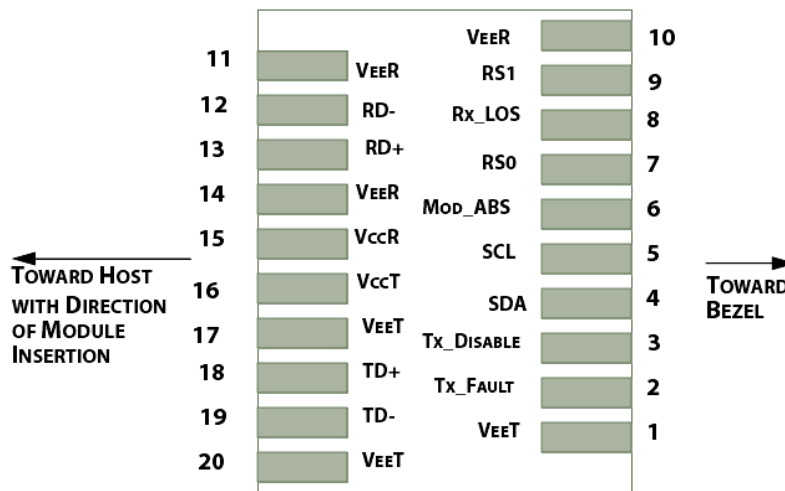 11 VEER
12 RD-
13 RD+
14 VEER
15 VCCR
16 VCCT
17 VEET
18 TD+
19 TD-
20 VEET
VEER 10
RS1 9
RX_LOS 8
RS0 7
MOD_ABS 6
SCL 5
SDA 4
TX_DISABLE 3
TX_FAULT 2
VEET 1
TOWARD HOST
WITH DIRECTION
OF MODULE
INSERTION
TOWARD
BEZEL